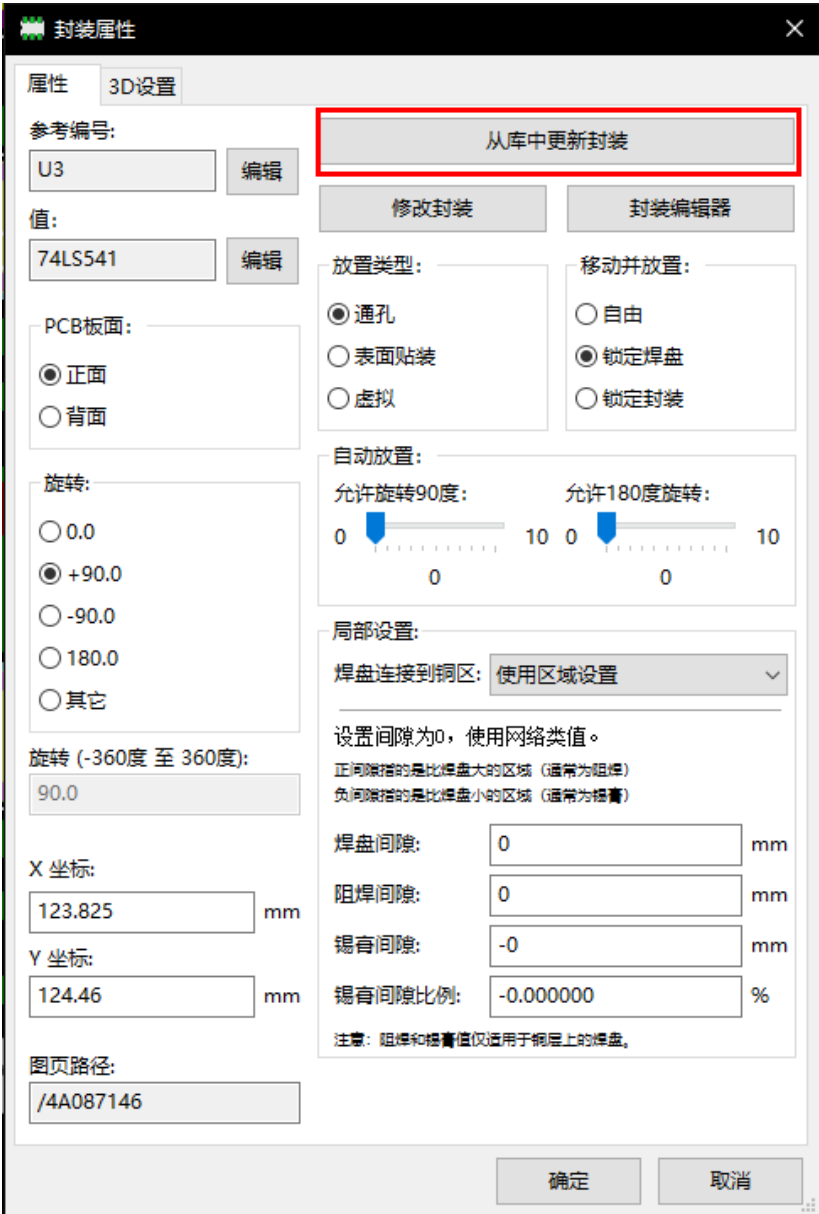 封装属性
属性
3D设置
参考编号:
U3
编辑
值:
74LS541
编辑
PCB板面:
正面
背面
旋转:
0.0
+90.0
-90.0
180.0
其它
旋转 (-360度 至 360度):
90.0
X 坐标:
123.825 mm
Y 坐标:
124.46 mm
图页路径:
/4A087146
从库中更新封装
修改封装
封装编辑器
放置类型:
通孔
表面贴装
虚拟
移动并放置:
自由
锁定焊盘
锁定封装
自动放置:
允许旋转90度:
0 10
0
允许180度旋转:
0 10
0
局部设置:
焊盘连接到铜区: 使用区域设置
设置间隙为0，使用网络类值。
正间隙指的是比焊盘大的区域（通常为阻焊）
负间隙指的是比焊盘小的区域（通常为锡膏）
焊盘间隙: 0 mm
阻焊间隙: 0 mm
锡膏间隙: -0 mm
锡膏间隙比例: -0.000000 %
注意：阻焊和锡膏值仅适用于铜层上的焊盘。
确定
取消